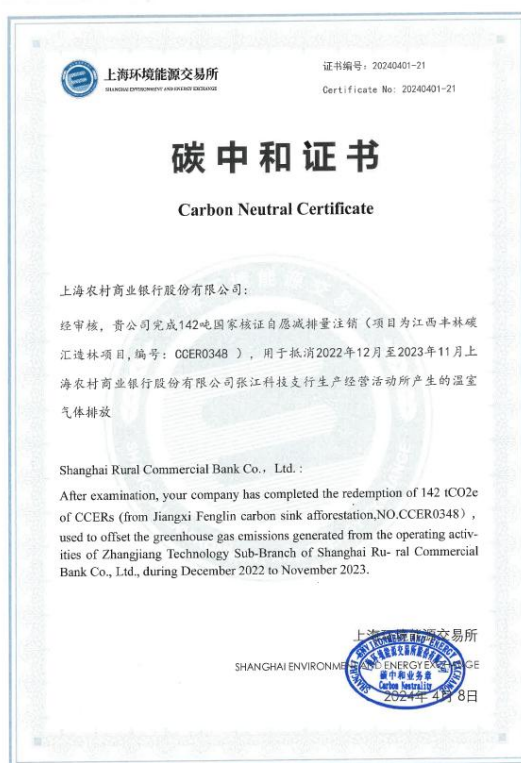 上海环境能源交易所
SHANGHAI ENVIRONMENT AND ENERGY EXCHANGE
证书编号：20240401-21
Certificate No: 20240401-21
碳中和证书
Carbon Neutral Certificate
上海农村商业银行股份有限公司：
经审核，贵公司完成142吨国家核证自愿减排量注销（项目为江西丰林碳
汇造林项目,编号：CCER0348 ），用于抵消2022年12月至2023年11月上
海农村商业银行股份有限公司张江科技支行生产经营活动所产生的温室
气体排放
Shanghai Rural Commercial Bank Co., Ltd. :
After examination, your company has completed the redemption of 142 tCO2e
of CCERs (from Jiangxi Fenglin carbon sink afforestation,NO.CCER0348) ,
used to offset the greenhouse gas emissions generated from the operating activ-
ities of Zhangjiang Technology Sub-Branch of Shanghai Ru- ral Commercial
Bank Co., Ltd., during December 2022 to November 2023.
上海环境能源交易所
SHANGHAI ENVIRONMENT AND ENERGY EXCHANGE
碳中和业务章
Carbon Neutrality
2024年 4月 8日